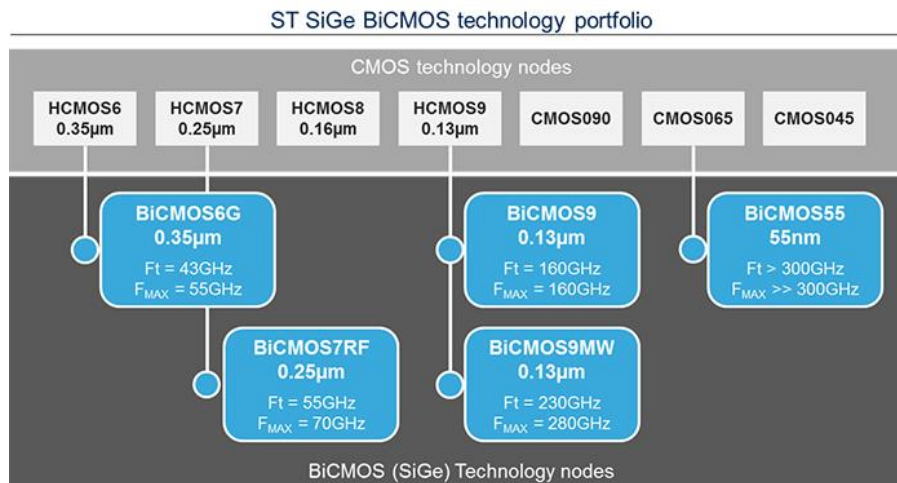 ST SiGe BiCMOS technology portfolio
CMOS technology nodes
HCMOS6
0.35µm
HCMOS7
0.25µm
HCMOS8
0.16µm
HCMOS9
0.13µm
CMOS090
CMOS065
CMOS045
BiCMOS6G
0.35µm
Ft = 43GHz
FMAX = 55GHz
BiCMOS9
0.13µm
Ft = 160GHz
FMAX = 160GHz
BiCMOS55
55nm
Ft > 300GHz
FMAX >> 300GHz
BiCMOS7RF
0.25µm
Ft = 55GHz
FMAX = 70GHz
BiCMOS9MW
0.13µm
Ft = 230GHz
FMAX = 280GHz
BiCMOS (SiGe) Technology nodes